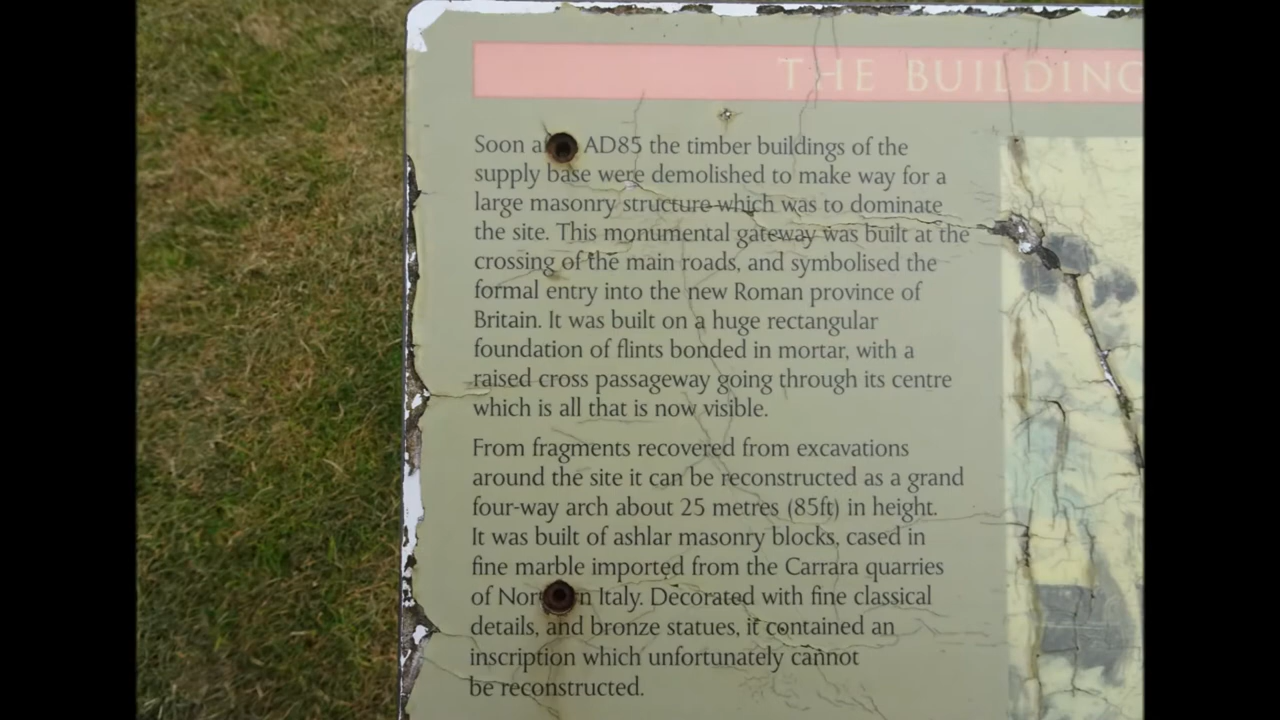 THE BUILDING
Soon AD85 the timber buildings of the
supply base were demolished to make way for a
large masonry structure which was to dominate
the site. This monumental gateway was built at the
crossing of the main roads, and symbolised the
formal entry into the new Roman province of
Britain. It was built on a huge rectangular
foundation of flints bonded in mortar, with a
raised cross passageway going through its centre
which is all that is now visible.
From fragments recovered from excavations
around the site it can be reconstructed as a grand
four-way arch about 25 metres (85ft) in height.
It was built of ashlar masonry blocks, cased in
fine marble imported from the Carrara quarries
of Italy. Decorated with fine classical
details, and bronze statues, it contained an
inscription which unfortunately cannot
be reconstructed.